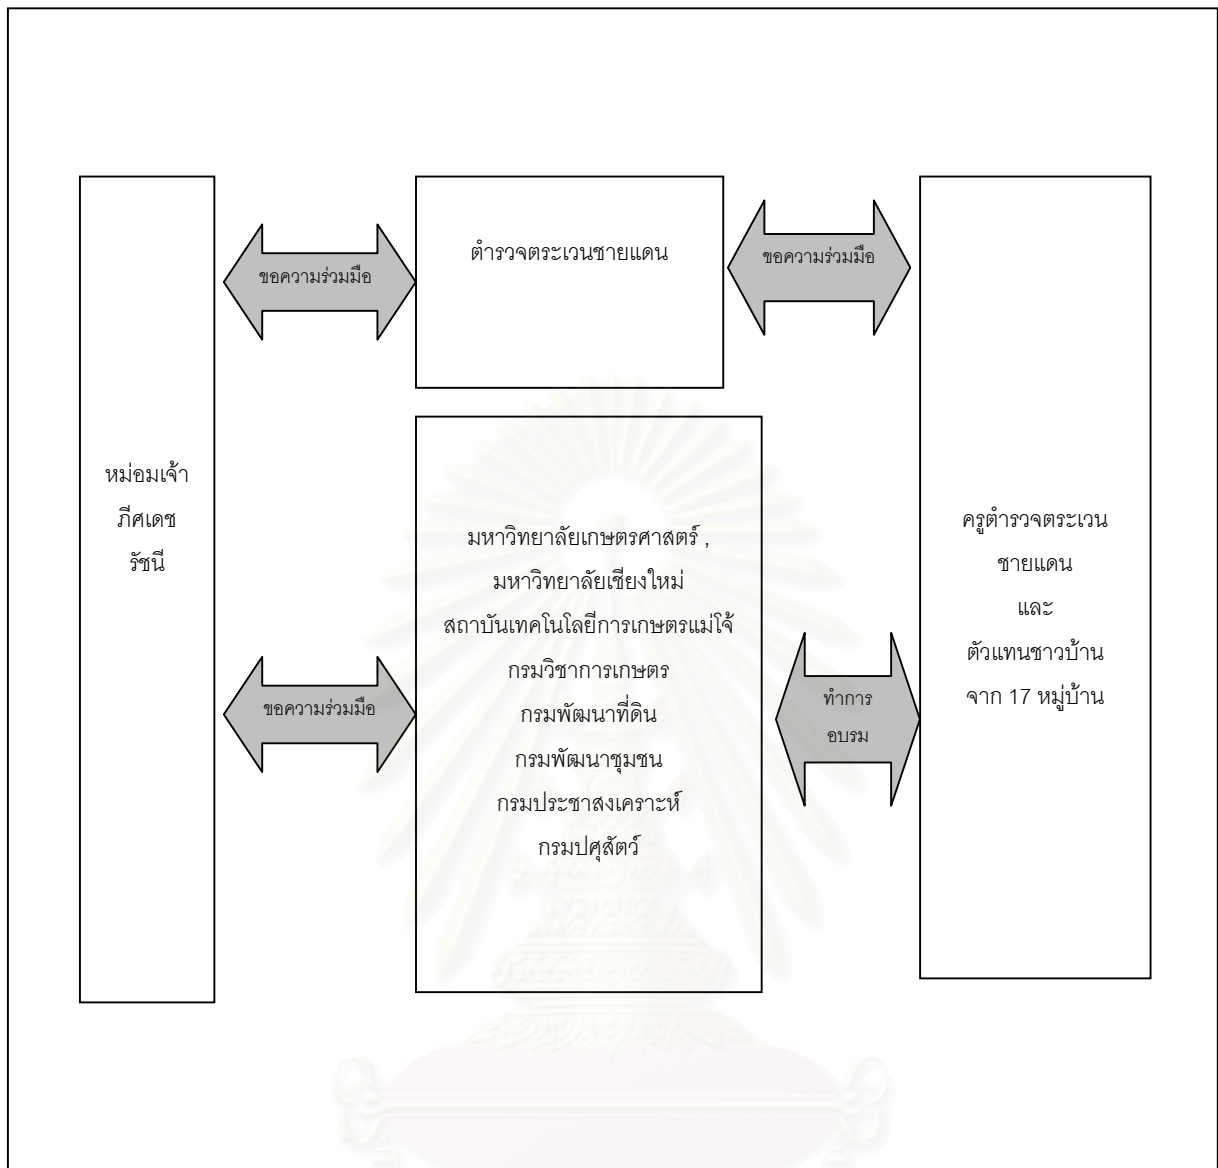 ตำรวจตระเวนชายแดน
ขอความร่วมมือ
ขอความร่วมมือ
หม่อมเจ้า
ภีศเดช
รัชนี
มหาวิทยาลัยเกษตรศาสตร์ ,
มหาวิทยาลัยเชียงใหม่
สถาบันเทคโนโลยีการเกษตรแม่โจ้
กรมวิชาการเกษตร
กรมพัฒนาที่ดิน
กรมพัฒนาชุมชน
กรมประชาสงเคราะห์
กรมปศุสัตว์
ขอความร่วมมือ
ทำการ
อบรม
ครูตำรวจตระเวน
ชายแดน
และ
ตัวแทนชาวบ้าน
จาก 17 หมู่บ้าน